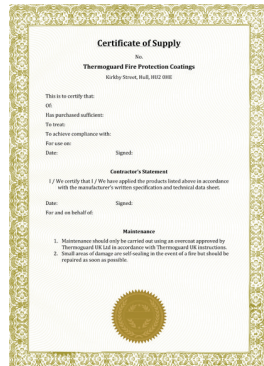 Certificate of Supply
No.
Thermoguard Fire Protection Coatings
Kirkby Street, Hull, HU2 0HE
This is to certify that:
Of:
Has purchased sufficient:
To treat:
To achieve compliance with:
For use on:
Date: Signed:
Contractor's Statement
I / We certify that I / We have applied the products listed above in accordance
with the manufacturer's written specification and technical data sheet.
Date: Signed:
For and on behalf of:
Maintenance
1. Maintenance should only be carried out using an overcoat approved by
Thermoguard UK Ltd in accordance with Thermoguard UK instructions.
2. Small areas of damage are self-sealing in the event of a fire but should be
repaired as soon as possible.